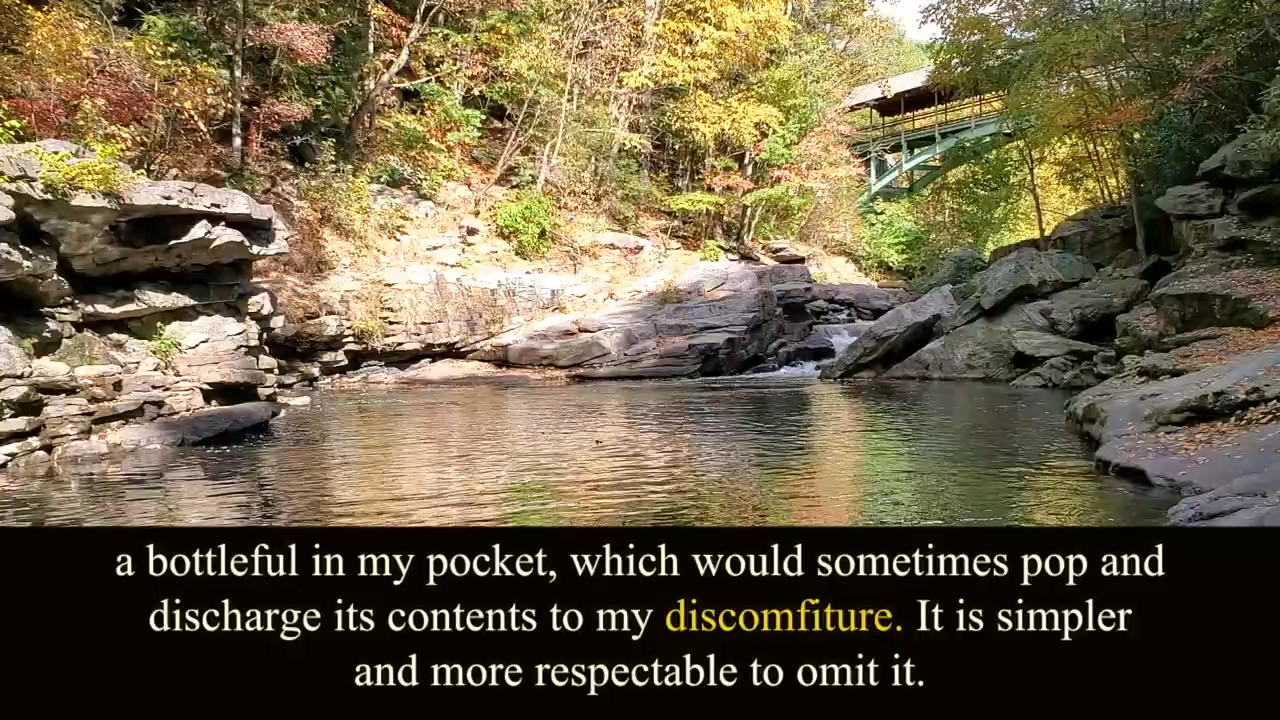 a bottleful in my pocket, which would sometimes pop and
discharge its contents to my discomfiture. It is simpler
and more respectable to omit it.